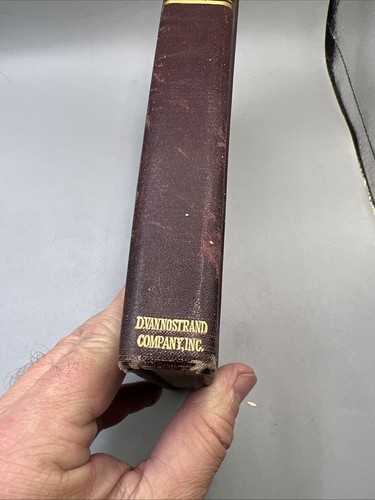 D.VAN NOSTRAND
COMPANY, INC.